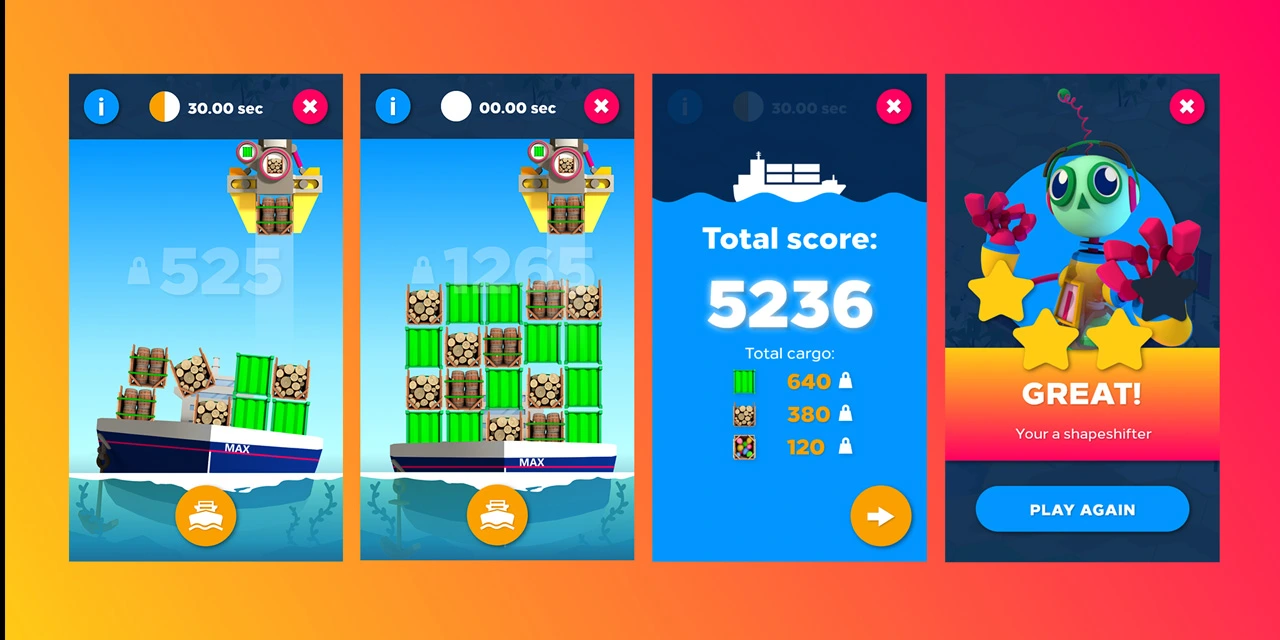 i
30.00 sec
525
MAX
i
00.00 sec
1265
MAX
i
30.00 sec
Total score:
5236
Total cargo:
640
380
120
GREAT!
Your a shapeshifter
PLAY AGAIN